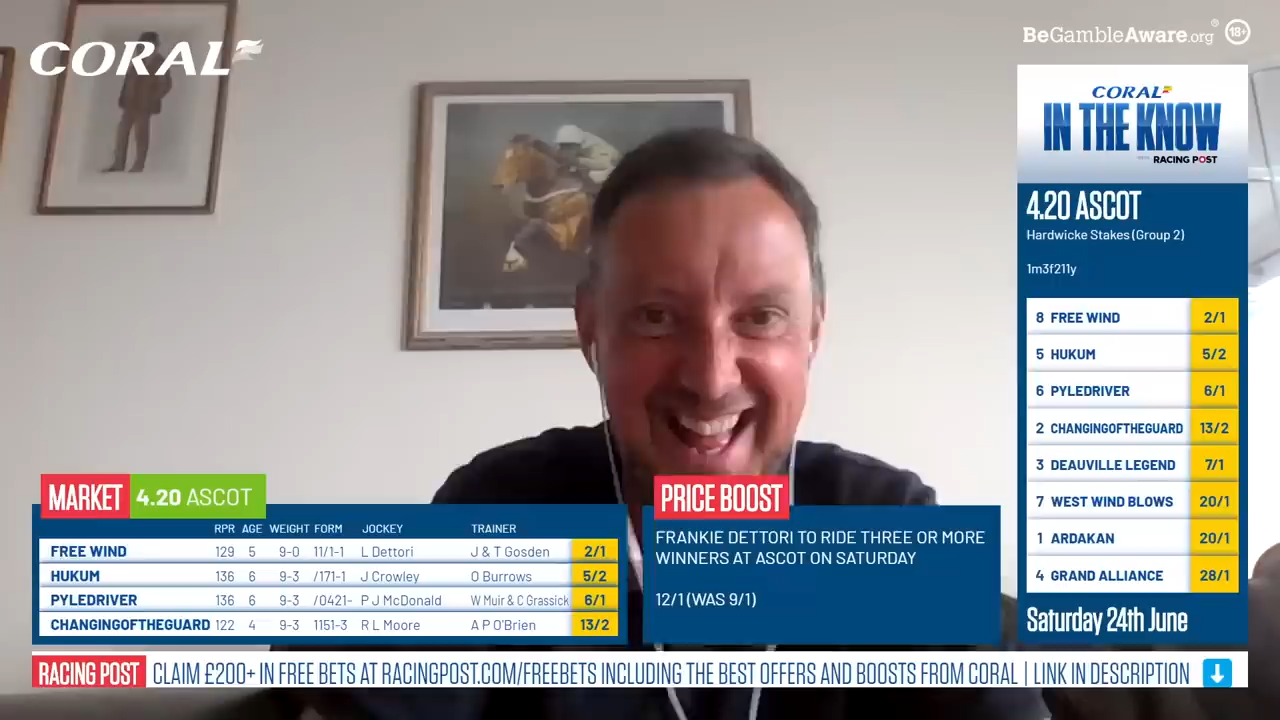 CORAL
BeGambleAware.org® 18+
CORAL
IN THE KNOW
WITH RACING POST
4.20 ASCOT
Hardwicke Stakes (Group 2)
1m3f211y
8 FREE WIND 2/1
5 HUKUM 5/2
6 PYLEDRIVER 6/1
2 CHANGINGOFTHEGUARD 13/2
3 DEAUVILLE LEGEND 7/1
7 WEST WIND BLOWS 20/1
1 ARDAKAN 20/1
4 GRAND ALLIANCE 28/1
Saturday 24th June
MARKET 4.20 ASCOT
RPR AGE WEIGHT FORM JOCKEY TRAINER
FREE WIND 129 5 9-0 11/1-1 L Dettori J & T Gosden 2/1
HUKUM 136 6 9-3 /171-1 J Crowley O Burrows 5/2
PYLEDRIVER 136 6 9-3 /0421- P J McDonald W Muir & C Grassick 6/1
CHANGINGOFTHEGUARD 122 4 9-3 1151-3 R L Moore A P O'Brien 13/2
PRICE BOOST
FRANKIE DETTORI TO RIDE THREE OR MORE
WINNERS AT ASCOT ON SATURDAY
12/1 (WAS 9/1)
RACING POST CLAIM £200+ IN FREE BETS AT RACINGPOST.COM/FREEBETS INCLUDING THE BEST OFFERS AND BOOSTS FROM CORAL | LINK IN DESCRIPTION